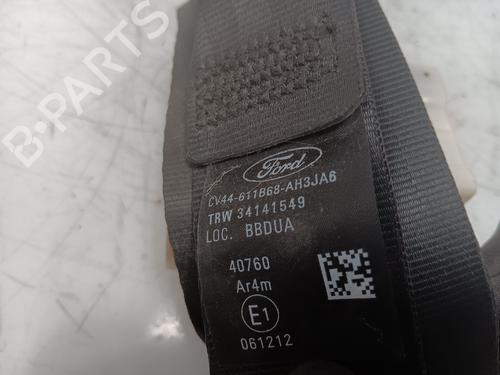 B-PARTS
Ford
CV44-611B68-AH3JA6
TRW 34141549
LOC. BBDUA
40760
Ar4m
E1
061212